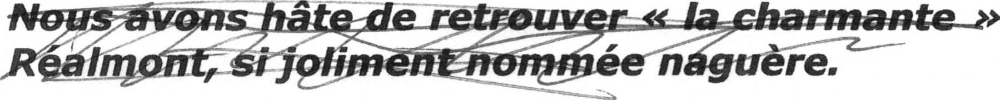 Nous avons hâte de retrouver « la charmante »
Réalmont, si joliment nommée naguère.